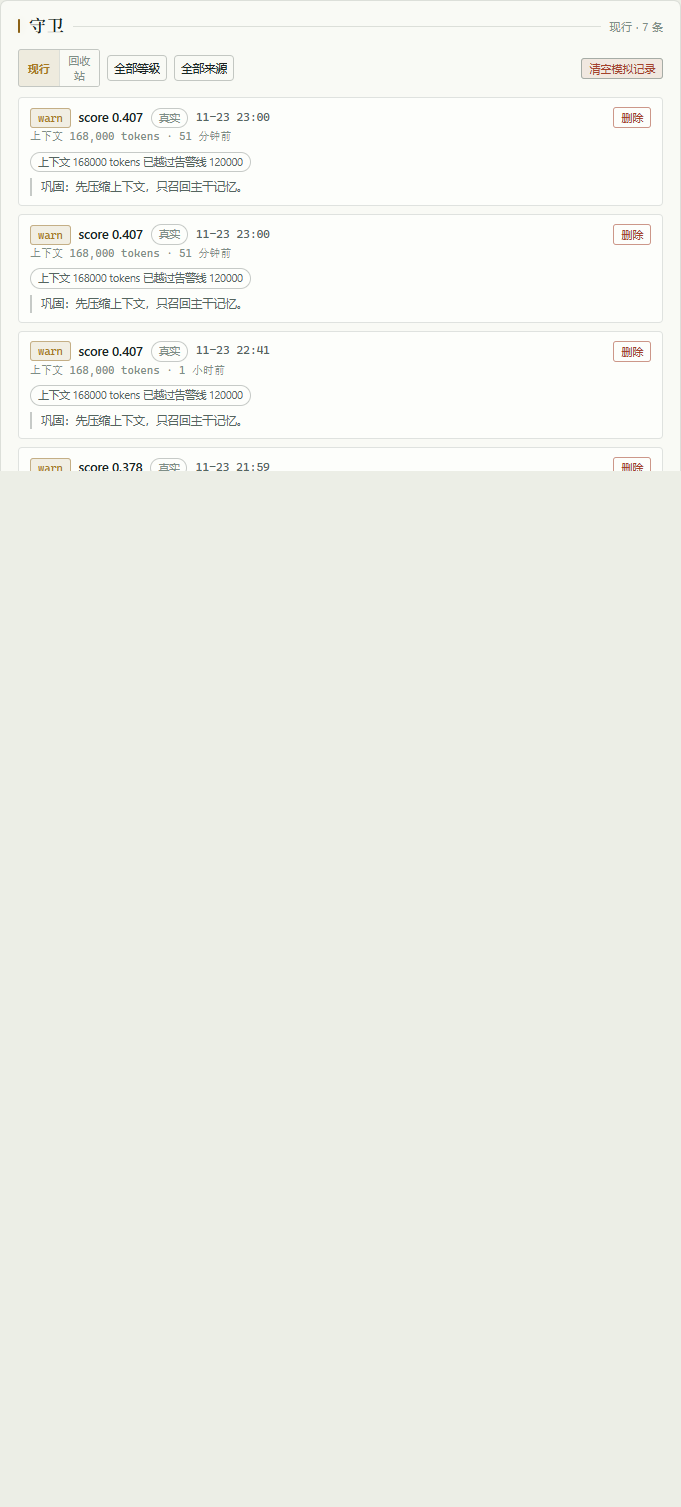 守卫
现行 · 7 条
现行
回收
站
全部等级
全部来源
清空模拟记录
warn score 0.407 真实 11-23 23:00 删除
上下文 168,000 tokens · 51 分钟前
上下文 168000 tokens 已越过告警线 120000
巩固：先压缩上下文，只召回主干记忆。
warn score 0.407 真实 11-23 23:00 删除
上下文 168,000 tokens · 51 分钟前
上下文 168000 tokens 已越过告警线 120000
巩固：先压缩上下文，只召回主干记忆。
warn score 0.407 真实 11-23 22:41 删除
上下文 168,000 tokens · 1 小时前
上下文 168000 tokens 已越过告警线 120000
巩固：先压缩上下文，只召回主干记忆。
warn score 0.378 真实 11-23 21:59 删除